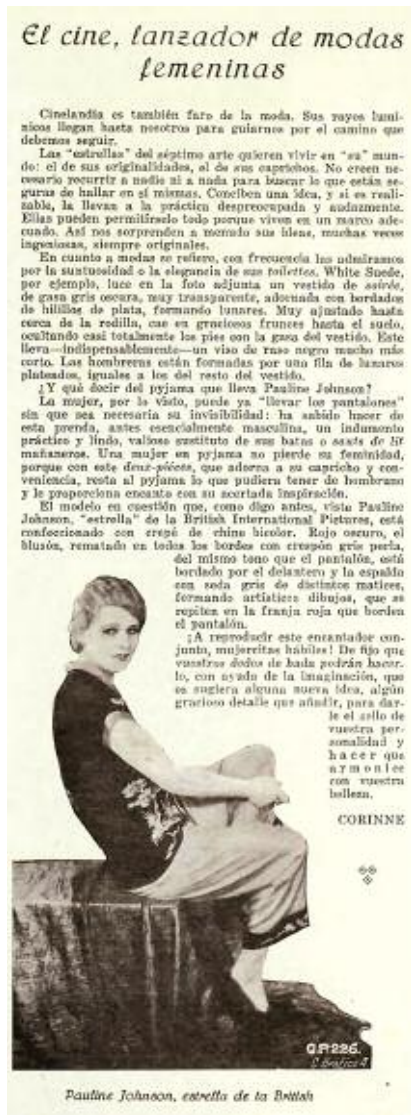 El cine, lanzador de modas
femeninas
Cinelandia es también faro de la moda. Sus rayos lumí-
nicos llegan hasta nosotros para guiarnos por el camino que
debemos seguir.
Las "estrellas" del séptimo arte quieren vivir en "su" mun-
do: el de sus originalidades, el de sus caprichos. No creen ne-
cesario recurrir a nadie ni a nada para buscar lo que están se-
guras de hallar en sí mismas. Conciben una idea, y si es reali-
zable, la llevan a la práctica despreocupada y audazmente.
Ellas pueden permitírselo todo porque viven en un marco ade-
cuado. Así nos sorprenden a menudo sus ideas, muchas veces
ingeniosas, siempre originales.
En cuanto a modas se refiere, con frecuencia las admiramos
por la suntuosidad o la elegancia de sus toilettes. White Suede,
por ejemplo, luce en la foto adjunta un vestido de soirée,
de gasa gris oscura, muy transparente, adornada con bordados
de hilillos de plata, formando lunares. Muy ajustado hasta
cerca de la rodilla, cae en graciosos frunces hasta el suelo,
ocultando casi totalmente los pies con la gasa del vestido. Este
lleva—indispensablemente—un viso de raso negro mucho más
corto. Las hombreras están formadas por una fila de lunares
plateados, iguales a los del resto del vestido.
¿Y qué decir del pyjama que lleva Pauline Johnson?
La mujer, por lo visto, puede ya "llevar los pantalones"
sin que sea necesaria su invisibilidad: ha sabido hacer de
esta prenda, antes esencialmente masculina, un indumento
práctico y lindo, valioso sustituto de sus batas o sauts de lit
mañaneros. Una mujer en pyjama no pierde su feminidad,
porque con este deux-pièces, que adorna a su capricho y con-
veniencia, resta al pyjama lo que pudiera tener de hombruno
y le proporciona encanto con su acertada inspiración.
El modelo en cuestión que, como digo antes, viste Pauline
Johnson, "estrella" de la British International Pictures, está
confeccionado con crepé de chine bicolor. Rojo oscuro, el
blusón, rematado en todos los bordes con crespón gris perla,
del mismo tono que el pantalón, está
bordado por el delantero y la espalda
con seda gris de distintos matices,
formando artísticos dibujos, que se
repiten en la franja roja que bordea
el pantalón.
¡A reproducir este encantador con-
junto, mujercitas hábiles! De fijo que
vuestros dedos de hada podrán hacer-
lo, con ayuda de la imaginación, que
os sugiera alguna nueva idea, algún
gracioso detalle que añadir, para dar-
le el sello de
vuestra per-
sonalidad y
hacer que
armonice
con vuestra
belleza.
CORINNE
G.P.226.
Pauline Johnson, estrella de la British